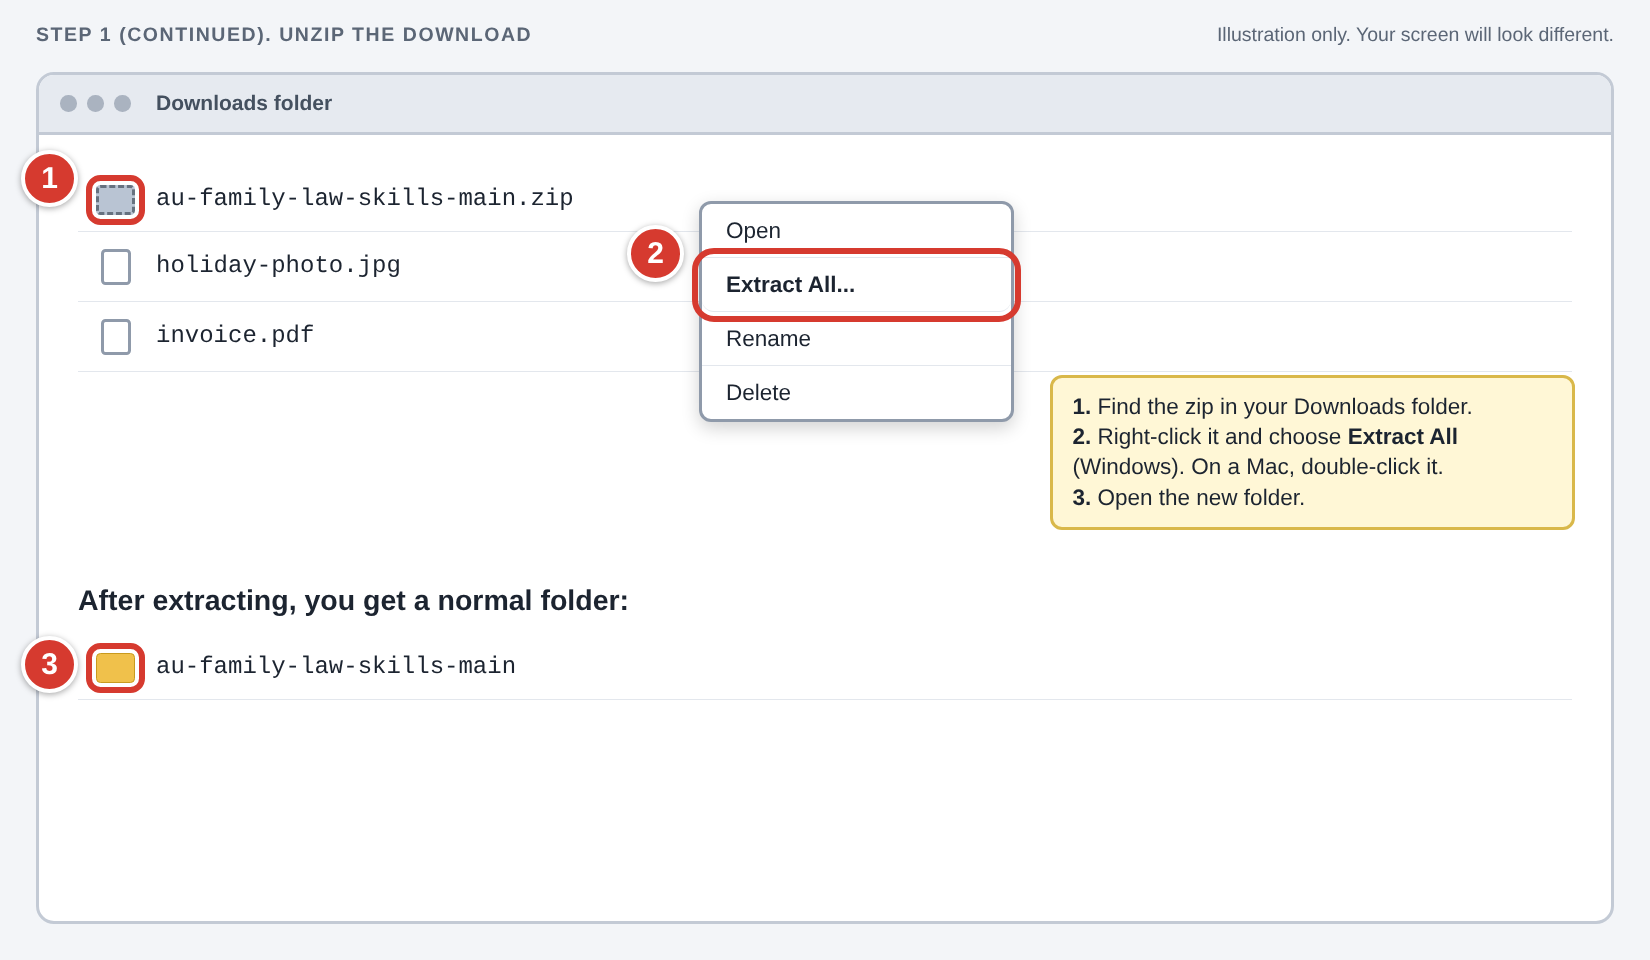 STEP 1 (CONTINUED). UNZIP THE DOWNLOAD
Illustration only. Your screen will look different.
Downloads folder
1
au-family-law-skills-main.zip
holiday-photo.jpg
invoice.pdf
2
Open
Extract All...
Rename
Delete
1. Find the zip in your Downloads folder.
2. Right-click it and choose Extract All
(Windows). On a Mac, double-click it.
3. Open the new folder.
After extracting, you get a normal folder:
3
au-family-law-skills-main